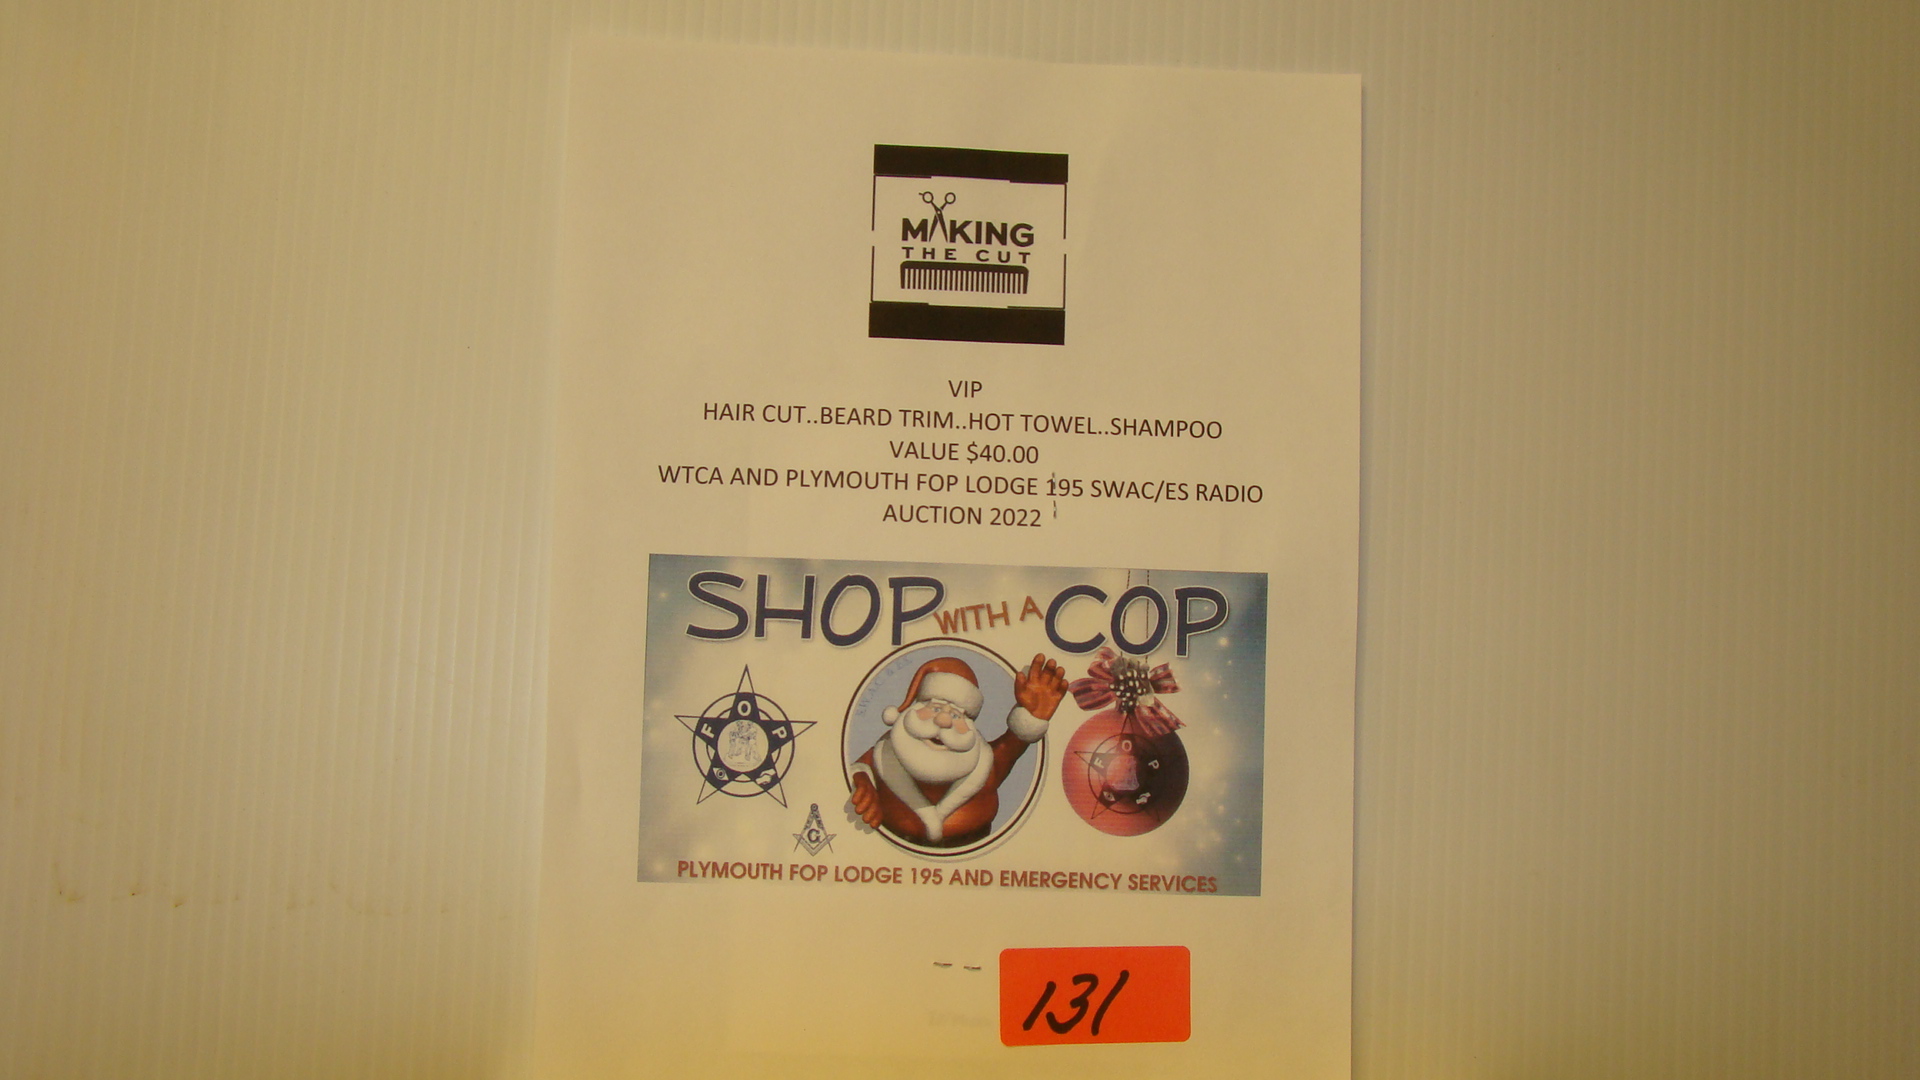 MAKING
THE CUT
VIP
HAIR CUT..BEARD TRIM..HOT TOWEL..SHAMPOO
VALUE $40.00
WTCA AND PLYMOUTH FOP LODGE 195 SWAC/ES RADIO
AUCTION 2022
SHOP WITH A COP
F O P
G
F O P
PLYMOUTH FOP LODGE 195 AND EMERGENCY SERVICES
131